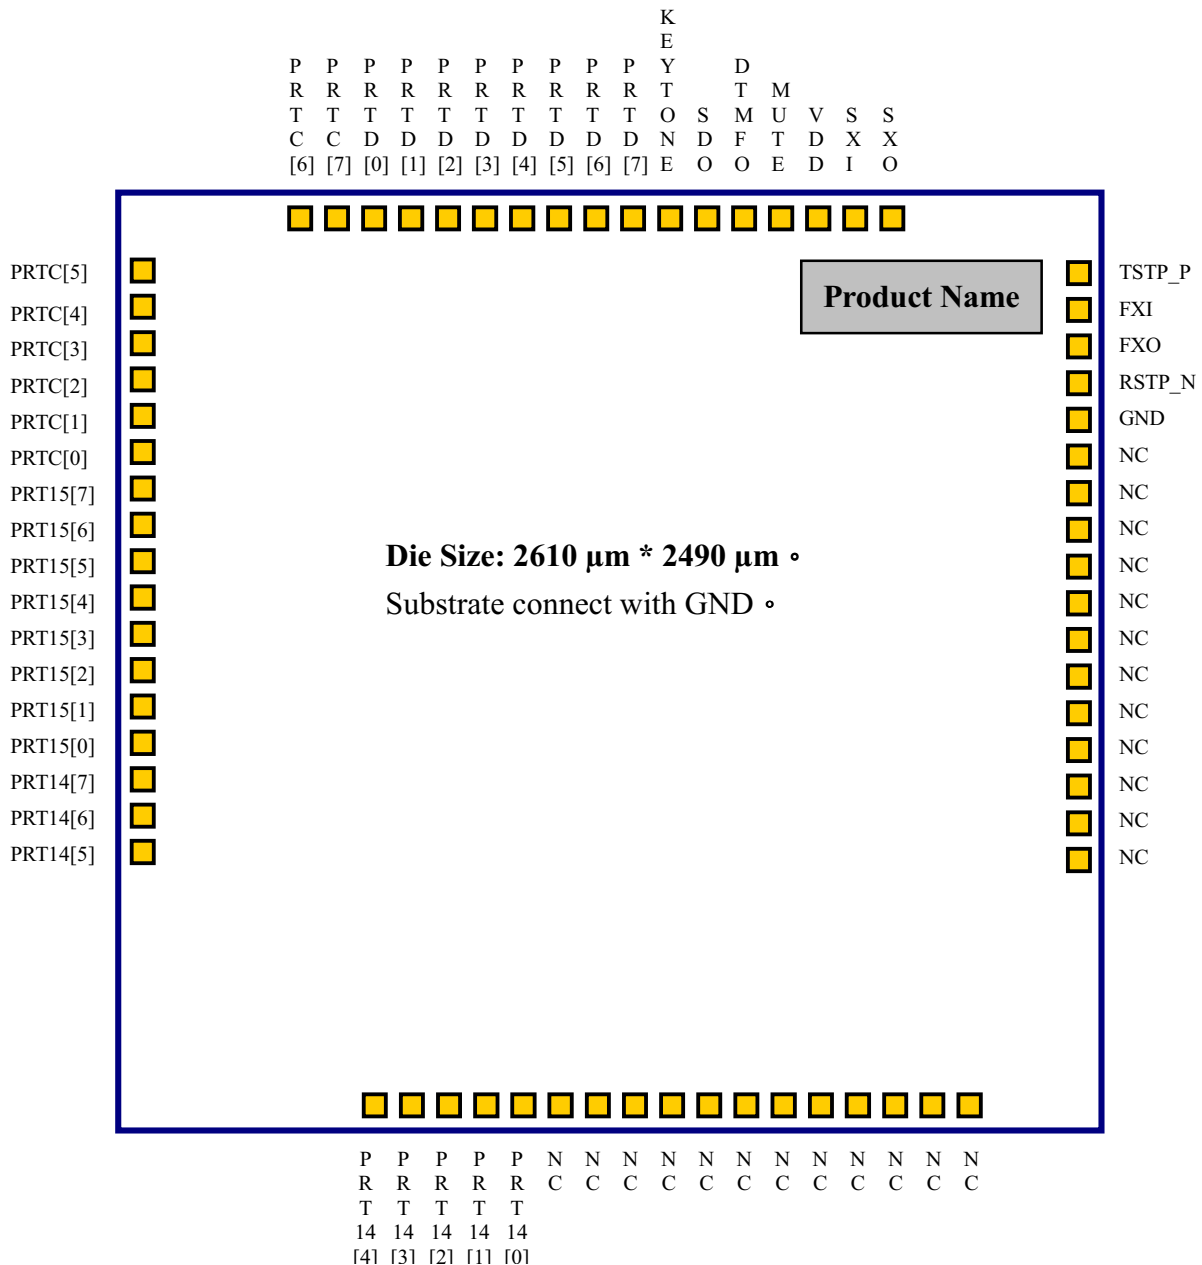 PRTC[6]
PRTC[7]
PRTD[0]
PRTD[1]
PRTD[2]
PRTD[3]
PRTD[4]
PRTD[5]
PRTD[6]
PRTD[7]
KEYTONE
SDO
DTMFO
MUTE
VDD
SXI
SXO
PRTC[5]
PRTC[4]
PRTC[3]
PRTC[2]
PRTC[1]
PRTC[0]
PRT15[7]
PRT15[6]
PRT15[5]
PRT15[4]
PRT15[3]
PRT15[2]
PRT15[1]
PRT15[0]
PRT14[7]
PRT14[6]
PRT14[5]
Product Name
Die Size: 2610 μm * 2490 μm。
Substrate connect with GND。
TSTP_P
FXI
FXO
RSTP_N
GND
NC
NC
NC
NC
NC
NC
NC
NC
NC
NC
NC
NC
PRT14[4]
PRT14[3]
PRT14[2]
PRT14[1]
PRT14[0]
NC
NC
NC
NC
NC
NC
NC
NC
NC
NC
NC
NC